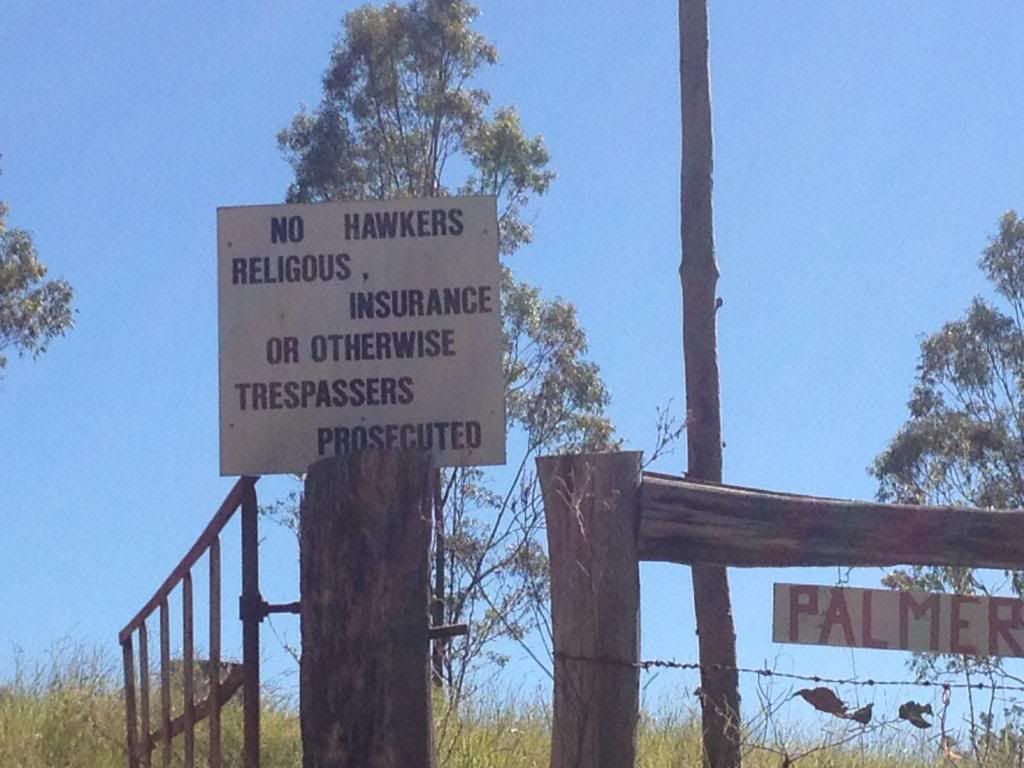 NO HAWKERS
RELIGOUS ,
INSURANCE
OR OTHERWISE
TRESPASSERS
PROSECUTED
PALMER